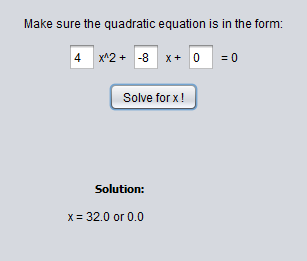 Make sure the quadratic equation is in the form:
4 x^2 + -8 x + 0 = 0
Solve for x !
Solution:
x = 32.0 or 0.0